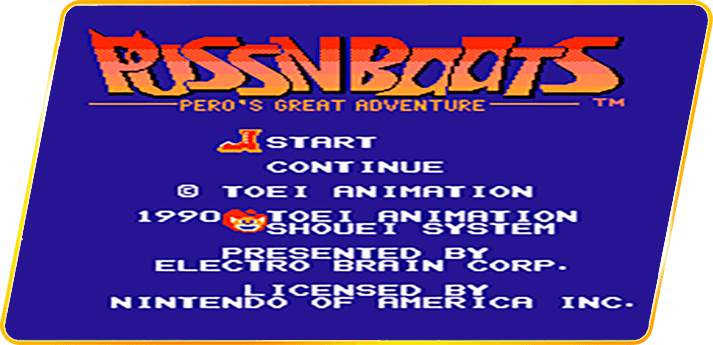 PUSS N BOOTS
PERO'S GREAT ADVENTURE
TM
START
CONTINUE
© TOEI ANIMATION
1990 TOEI ANIMATION
SHOUEI SYSTEM
PRESENTED BY
ELECTRO BRAIN CORP.
LICENSED BY
NINTENDO OF AMERICA INC.